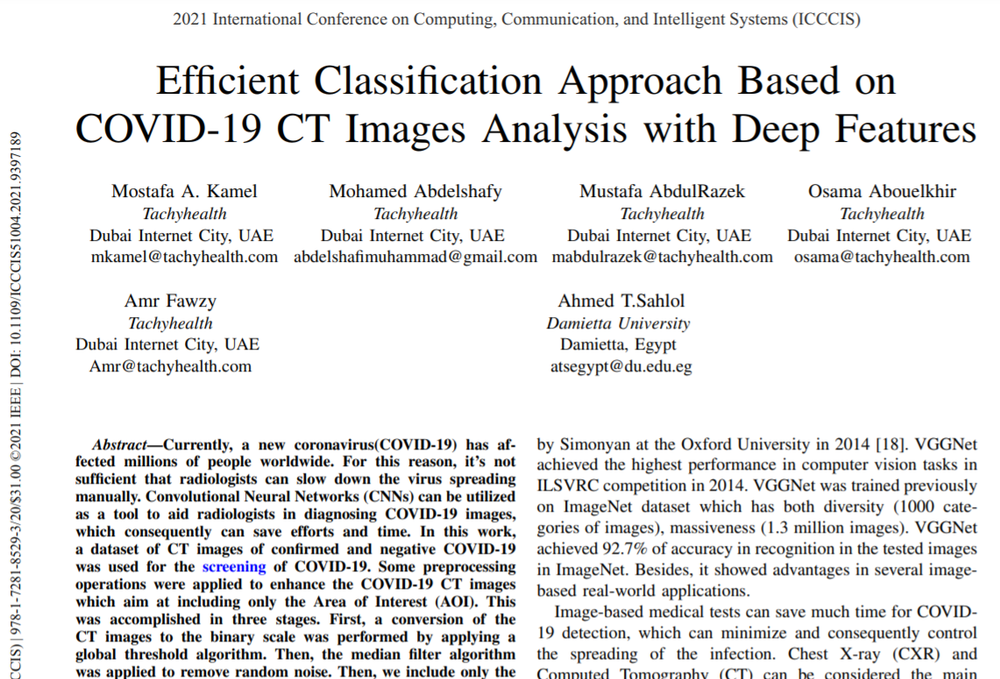 2021 International Conference on Computing, Communication, and Intelligent Systems (ICCCIS)
Efficient Classification Approach Based on
COVID-19 CT Images Analysis with Deep Features
Mostafa A. Kamel
Tachyhealth
Dubai Internet City, UAE
mkamel@tachyhealth.com
Mohamed Abdelshafy
Tachyhealth
Dubai Internet City, UAE
abdelshafimuhammad@gmail.com
Mustafa AbdulRazek
Tachyhealth
Dubai Internet City, UAE
mabdulrazek@tachyhealth.com
Osama Abouelkhir
Tachyhealth
Dubai Internet City, UAE
osama@tachyhealth.com
Amr Fawzy
Tachyhealth
Dubai Internet City, UAE
Amr@tachyhealth.com
Ahmed T.Sahlol
Damietta University
Damietta, Egypt
atsegypt@du.edu.eg
Abstract—Currently, a new coronavirus(COVID-19) has af-
fected millions of people worldwide. For this reason, it's not
sufficient that radiologists can slow down the virus spreading
manually. Convolutional Neural Networks (CNNs) can be utilized
as a tool to aid radiologists in diagnosing COVID-19 images,
which consequently can save efforts and time. In this work,
a dataset of CT images of confirmed and negative COVID-19
was used for the screening of COVID-19. Some preprocessing
operations were applied to enhance the COVID-19 CT images
which aim at including only the Area of Interest (AOI). This
was accomplished in three stages. First, a conversion of the
CT images to the binary scale was performed by applying a
global threshold algorithm. Then, the median filter algorithm
was applied to remove random noise. Then, we include only the
by Simonyan at the Oxford University in 2014 [18]. VGGNet
achieved the highest performance in computer vision tasks in
ILSVRC competition in 2014. VGGNet was trained previously
on ImageNet dataset which has both diversity (1000 cate-
gories of images), massiveness (1.3 million images). VGGNet
achieved 92.7% of accuracy in recognition in the tested images
in ImageNet. Besides, it showed advantages in several image-
based real-world applications.
Image-based medical tests can save much time for COVID-
19 detection, which can minimize and consequently control
the spreading of the infection. Chest X-ray (CXR) and
Computed Tomography (CT) can be considered the main
CCIS) | 978-1-7281-8529-3/20/$31.00 ©2021 IEEE | DOI: 10.1109/ICCCIS51004.2021.9397189